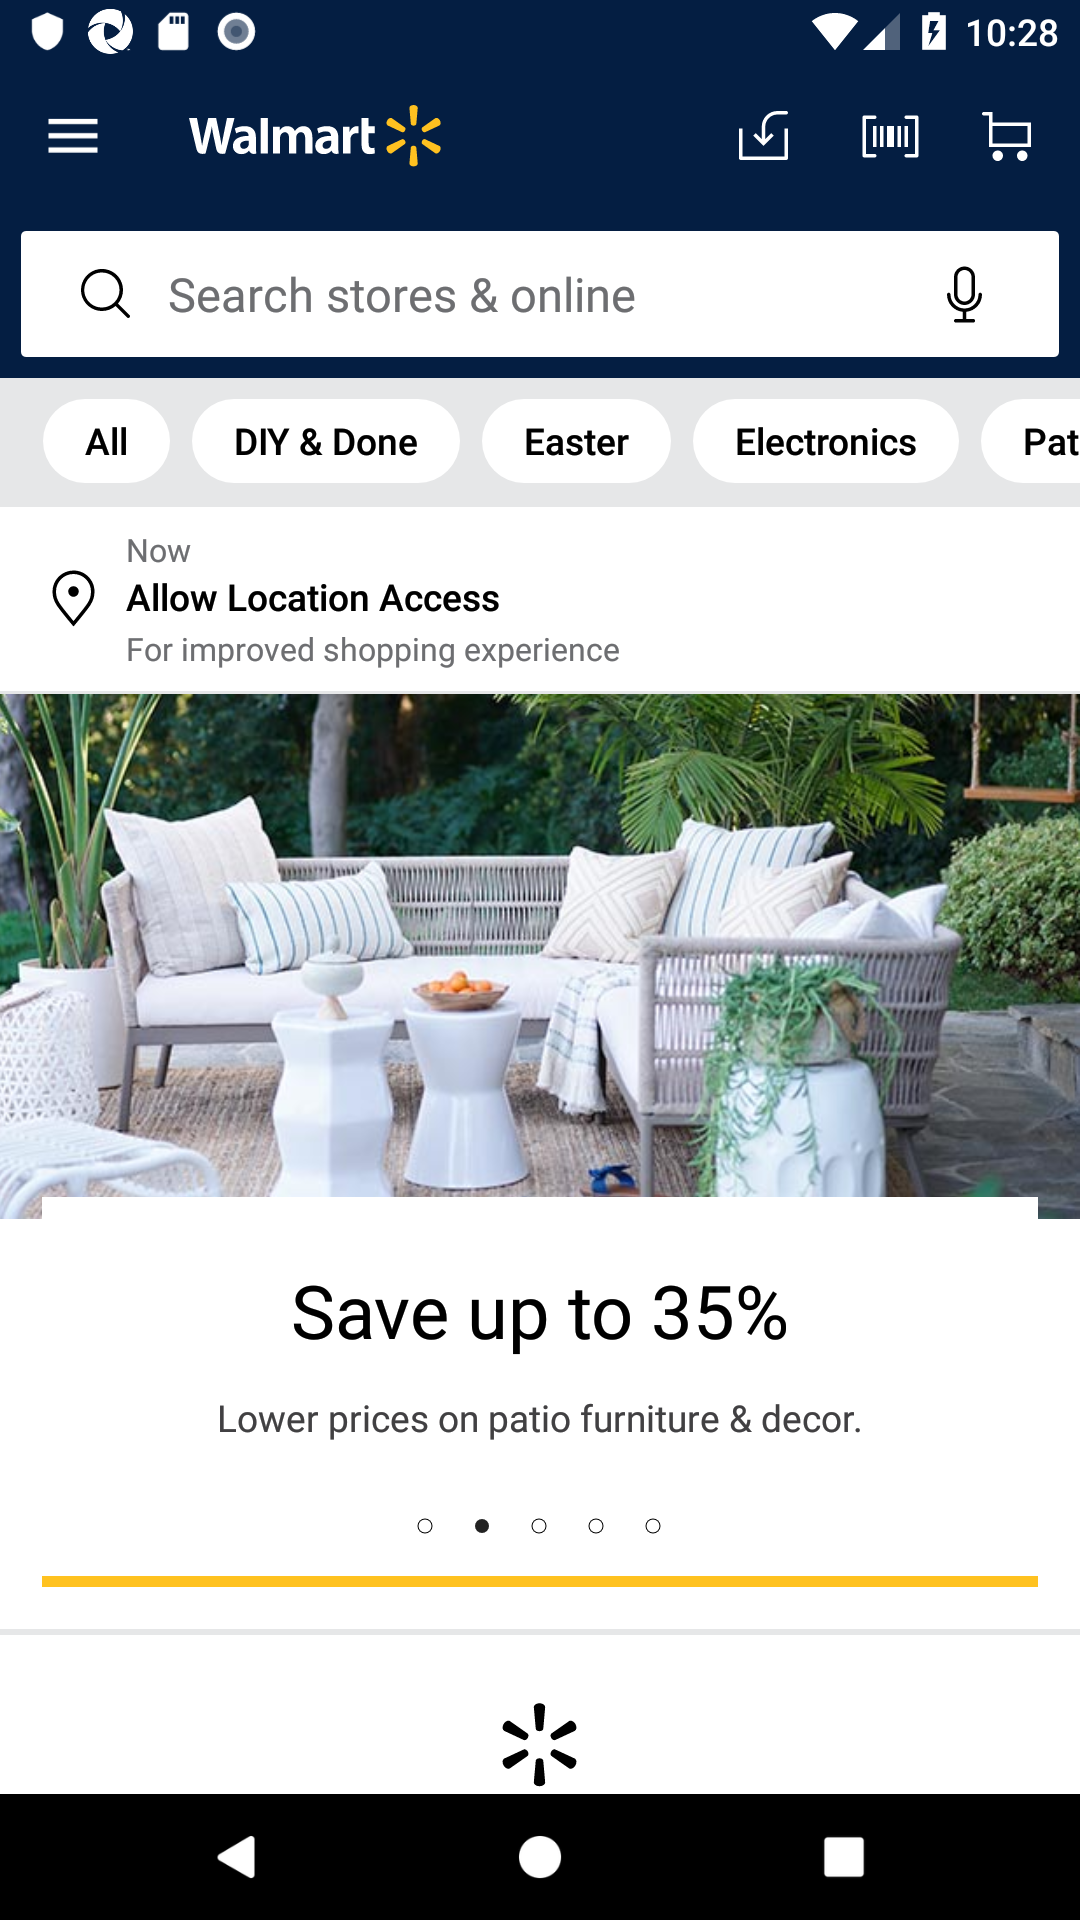 10:28
Walmart
Search stores & online
All
DIY & Done
Easter
Electronics
Pat
Now
Allow Location Access
For improved shopping experience
Save up to 35%
Lower prices on patio furniture & decor.